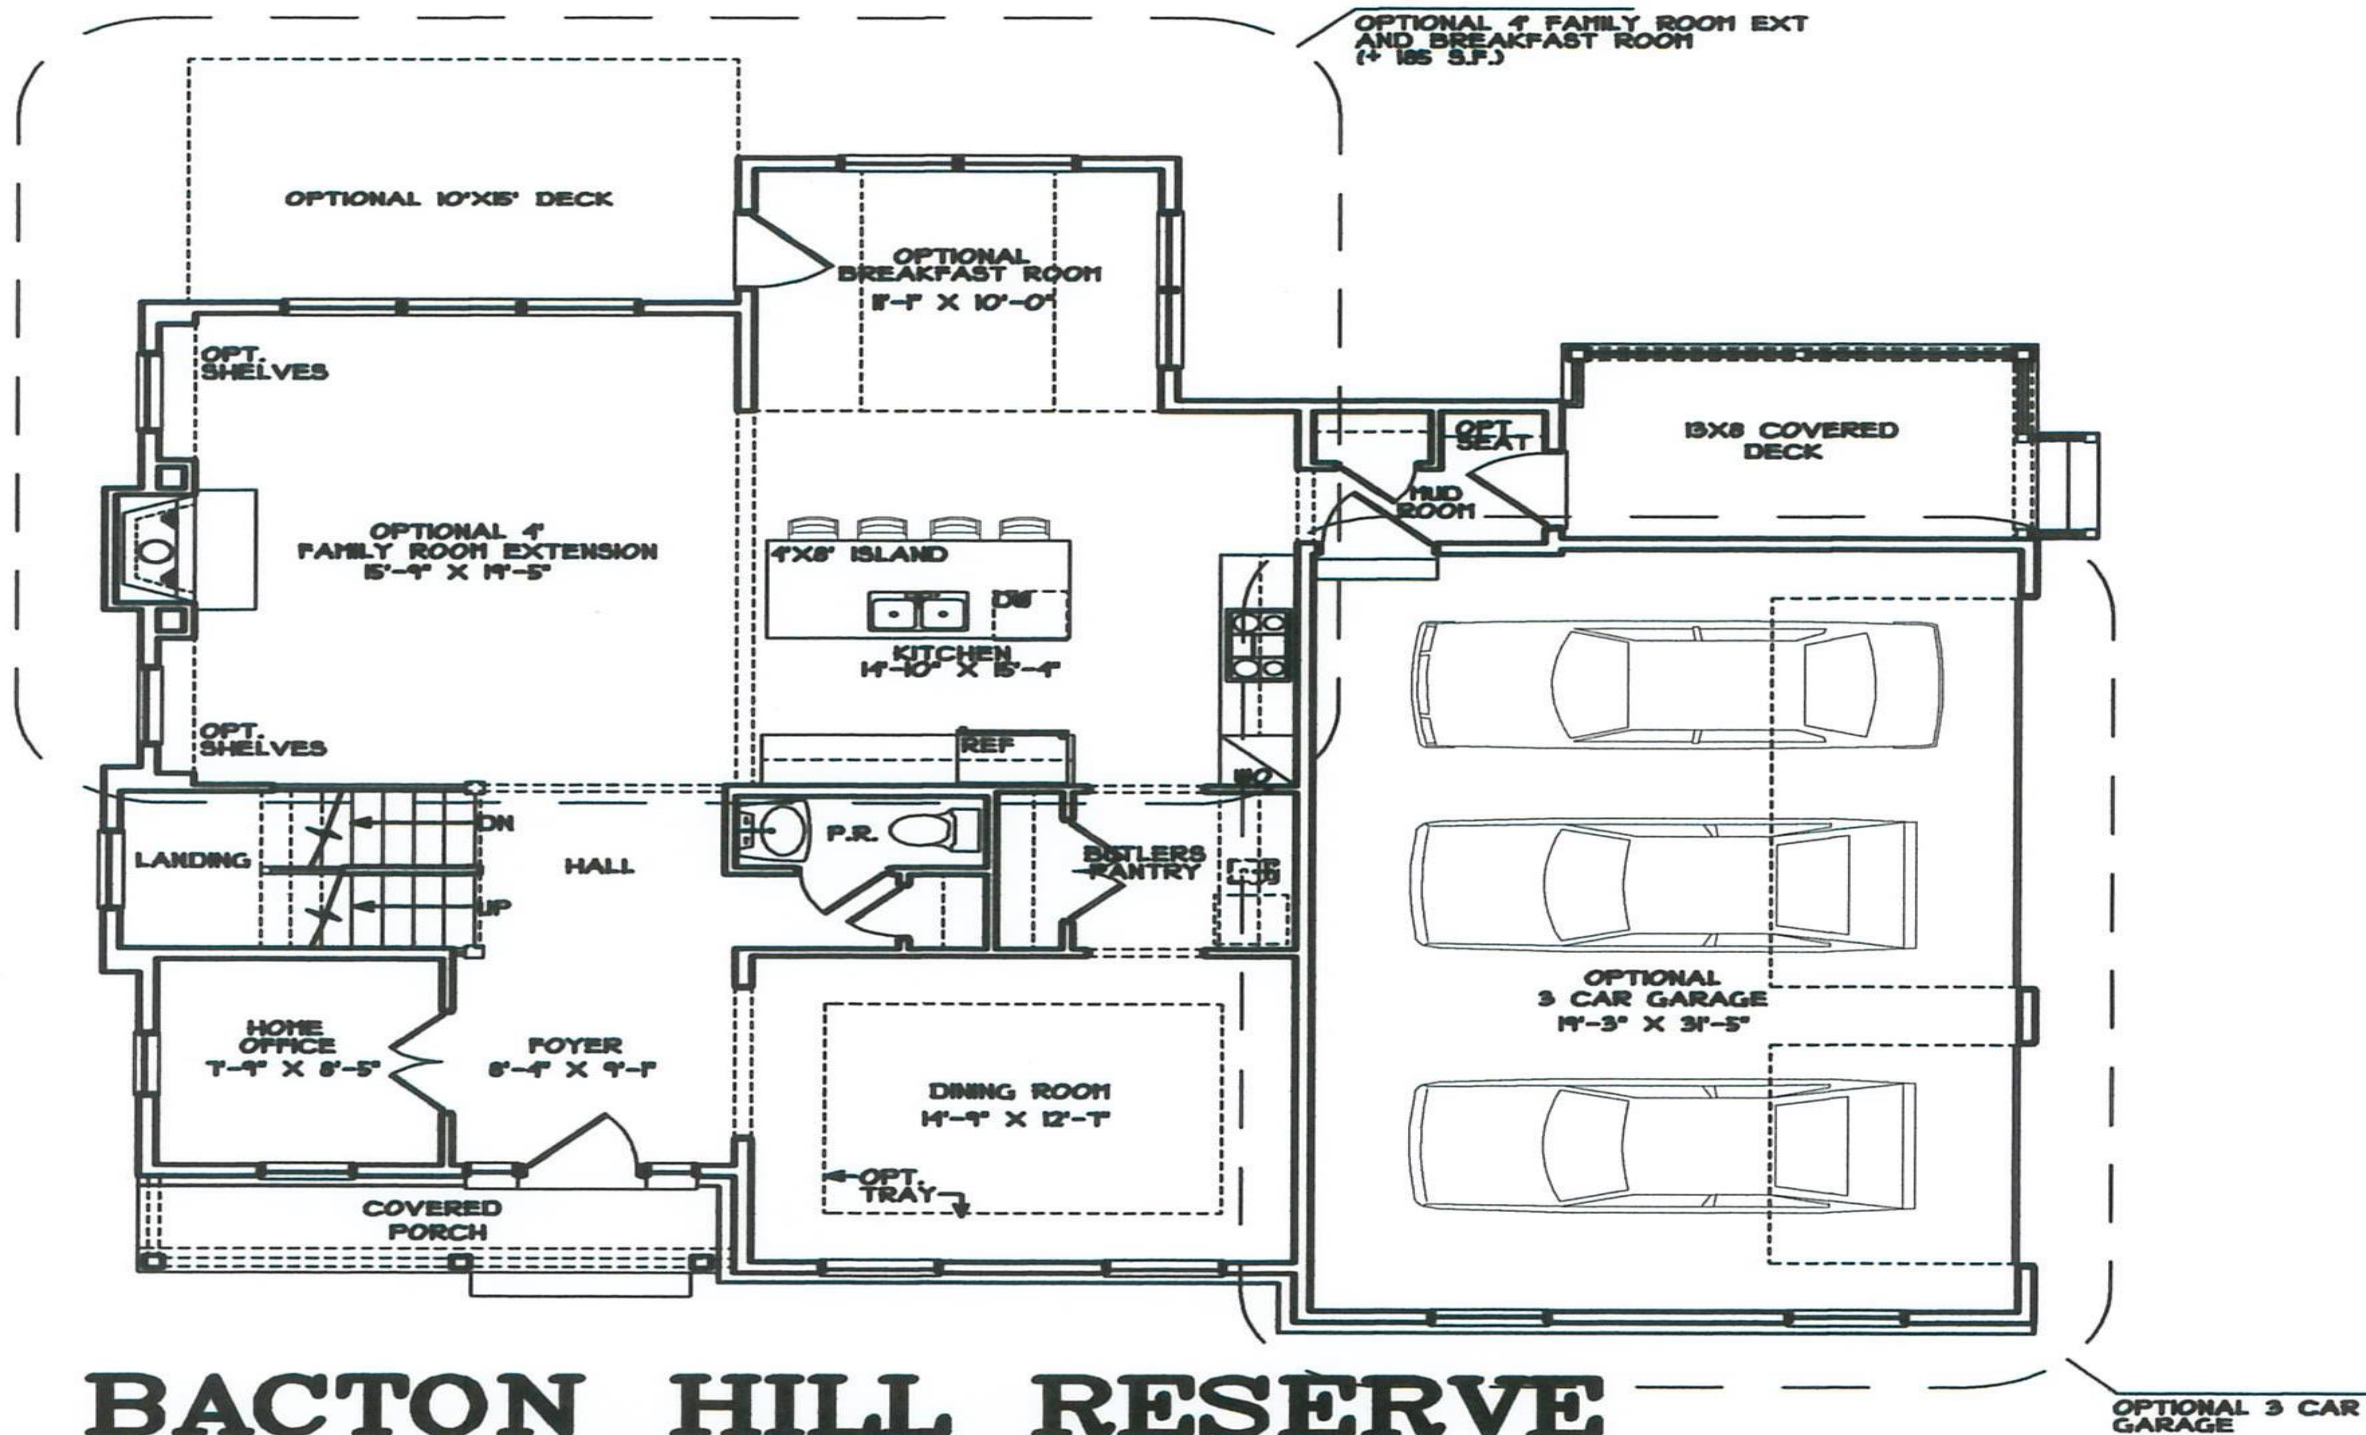 OPTIONAL 4' FAMILY ROOM EXT
AND BREAKFAST ROOM
(+ 185 S.F.)
OPTIONAL 10'X15' DECK
OPTIONAL
BREAKFAST ROOM
11'-1" X 10'-0"
OPT.
SHELVES
OPT.
SEAT
13X8 COVERED
DECK
MUD
ROOM
OPTIONAL 4'
FAMILY ROOM EXTENSION
15'-9" X 19'-5"
4'X8' ISLAND
DW
KITCHEN
14'-10" X 15'-4"
OPT.
SHELVES
REF
WO
DN
LANDING
HALL
P.R.
BUTLERS
PANTRY
UP
OPTIONAL
3 CAR GARAGE
19'-3" X 31'-5"
HOME
OFFICE
7'-9" X 8'-5"
FOYER
8'-4" X 9'-1"
DINING ROOM
14'-9" X 12'-7"
OPT.
TRAY
COVERED
PORCH
BACTON HILL RESERVE
OPTIONAL 3 CAR
GARAGE